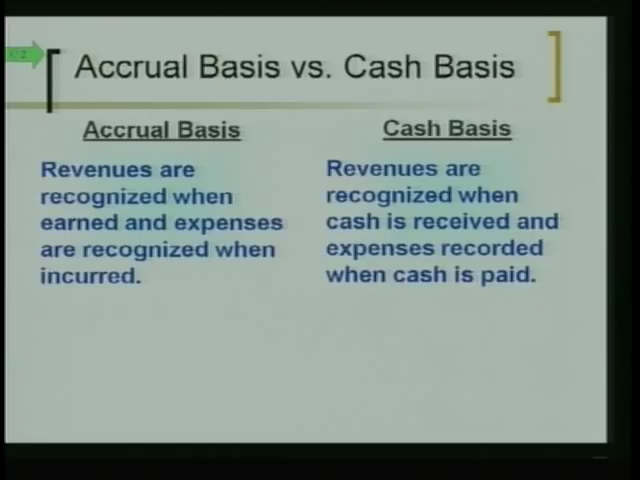 Accrual Basis vs. Cash Basis
Accrual Basis
Revenues are
recognized when
earned and expenses
are recognized when
incurred.
Cash Basis
Revenues are
recognized when
cash is received and
expenses recorded
when cash is paid.